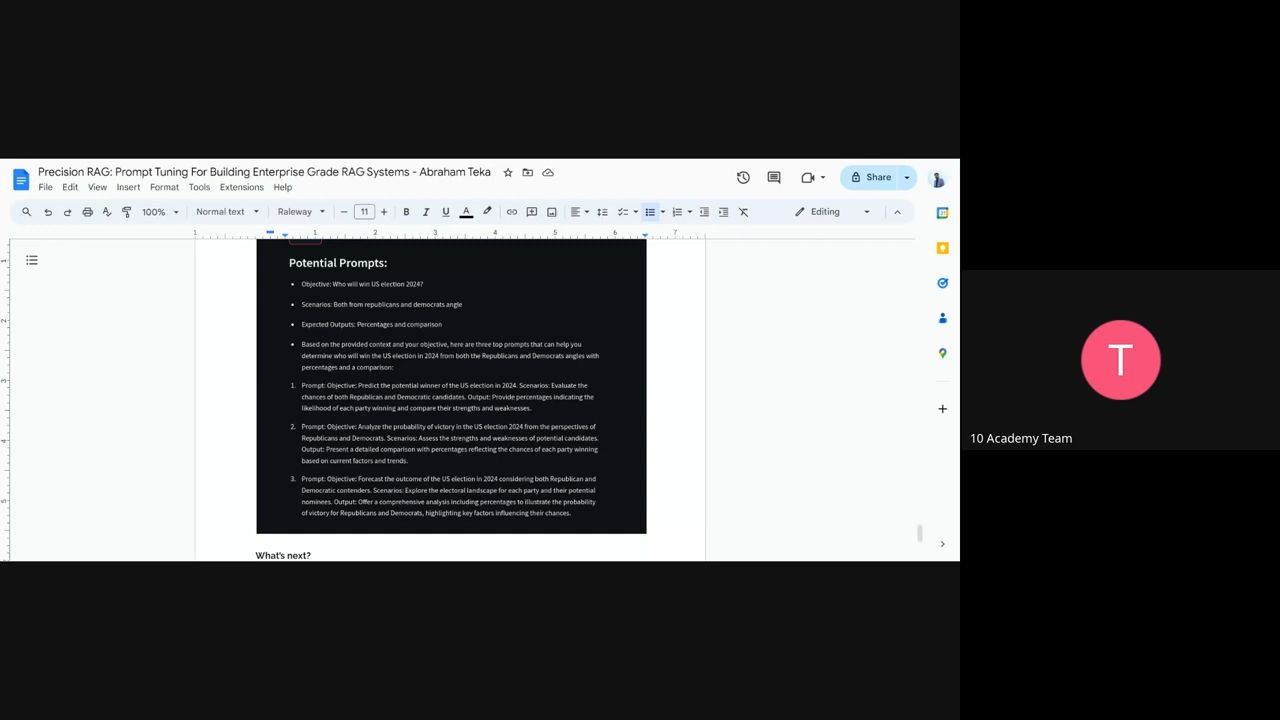 Precision RAG: Prompt Tuning For Building Enterprise Grade RAG Systems - Abraham Teka
Share
File Edit View Insert Format Tools Extensions Help
100% Normal text Raleway 11 B I U A Editing
1 1 2 3 4 5 6 7
Potential Prompts:
• Objective: Who will win US election 2024?
• Scenarios: Both from republicans and democrats angle
• Expected Outputs: Percentages and comparison
• Based on the provided context and your objective, here are three top prompts that can help you
determine who will win the US election in 2024 from both the Republicans and Democrats angles with
percentages and a comparison:
1. Prompt: Objective: Predict the potential winner of the US election in 2024. Scenarios: Evaluate the
chances of both Republican and Democratic candidates. Output: Provide percentages indicating the
likelihood of each party winning and compare their strengths and weaknesses.
2. Prompt: Objective: Analyze the probability of victory in the US election 2024 from the perspectives of
Republicans and Democrats. Scenarios: Assess the strengths and weaknesses of potential candidates.
Output: Present a detailed comparison with percentages reflecting the chances of each party winning
based on current factors and trends.
3. Prompt: Objective: Forecast the outcome of the US election in 2024 considering both Republican and
Democratic contenders. Scenarios: Explore the electoral landscape for each party and their potential
nominees. Output: Offer a comprehensive analysis including percentages to illustrate the probability
of victory for Republicans and Democrats, highlighting key factors influencing their chances.
What's next?
T
10 Academy Team